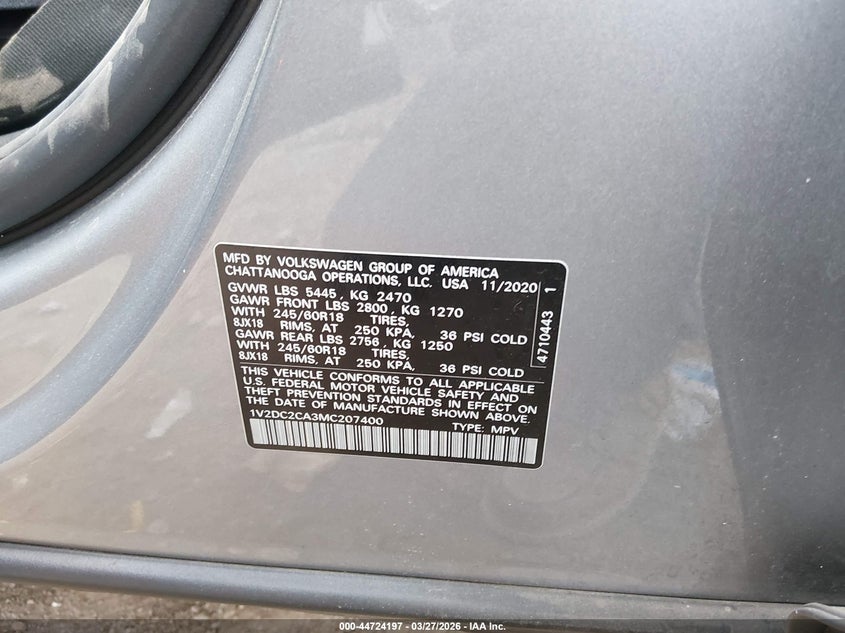 MFD BY VOLKSWAGEN GROUP OF AMERICA
CHATTANOOGA OPERATIONS, LLC. USA 11/2020
GVWR LBS 5445, KG 2470
GAWR FRONT LBS 2800, KG 1270
WITH 245/60R18 TIRES,
8JX18 RIMS, AT 250 KPA, 36 PSI COLD
GAWR REAR LBS 2756, KG 1250
WITH 245/60R18 TIRES,
8JX18 RIMS, AT 250 KPA, 36 PSI COLD
THIS VEHICLE CONFORMS TO ALL APPLICABLE
U.S. FEDERAL MOTOR VEHICLE SAFETY AND
THEFT PREVENTION STANDARDS IN EFFECT ON
THE DATE OF MANUFACTURE SHOWN ABOVE.
1V2DC2CA3MC207400 TYPE: MPV
4710443 1
000-44724197 - 03/27/2026 - IAA Inc.